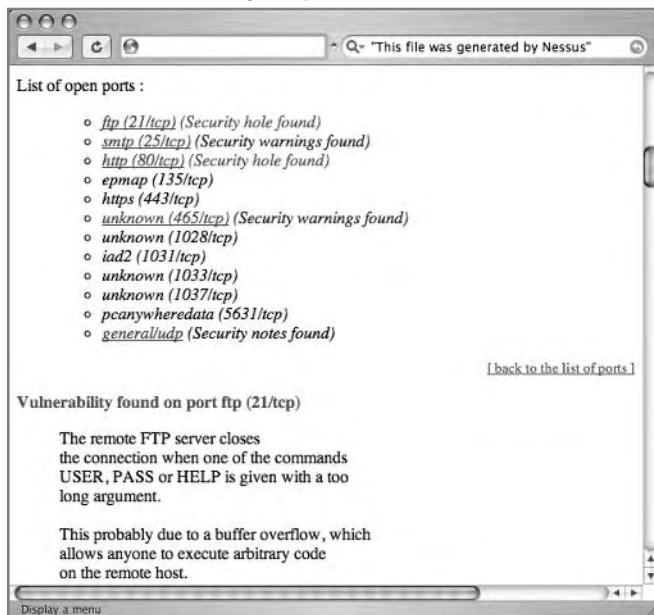 Q- "This file was generated by Nessus"
List of open ports :
ftp (21/tcp) (Security hole found)
smtp (25/tcp) (Security warnings found)
http (80/tcp) (Security hole found)
epmap (135/tcp)
https (443/tcp)
unknown (465/tcp) (Security warnings found)
unknown (1028/tcp)
iad2 (1031/tcp)
unknown (1033/tcp)
unknown (1037/tcp)
pcanywheredata (5631/tcp)
general/udp (Security notes found)
[ back to the list of ports ]
Vulnerability found on port ftp (21/tcp)
The remote FTP server closes
the connection when one of the commands
USER, PASS or HELP is given with a too
long argument.
This probably due to a buffer overflow, which
allows anyone to execute arbitrary code
on the remote host.
Display a menu